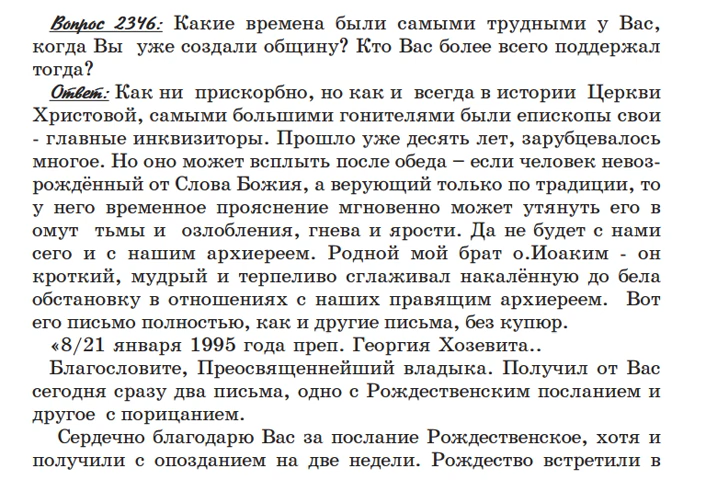 Вопрос 2346: Какие времена были самыми трудными у Вас,
когда Вы уже создали общину? Кто Вас более всего поддержал
тогда?
Ответ: Как ни прискорбно, но как и всегда в истории Церкви
Христовой, самыми большими гонителями были епископы свои
- главные инквизиторы. Прошло уже десять лет, зарубцевалось
многое. Но оно может всплыть после обеда – если человек невоз-
рождённый от Слова Божия, а верующий только по традиции, то
у него временное прояснение мгновенно может утянуть его в
омут тьмы и озлобления, гнева и ярости. Да не будет с нами
сего и с нашим архиереем. Родной мой брат о.Иоаким - он
кроткий, мудрый и терпеливо сглаживал накалённую до бела
обстановку в отношениях с наших правящим архиереем. Вот
его письмо полностью, как и другие письма, без купюр.
«8/21 января 1995 года преп. Георгия Хозевита..
Благословите, Преосвященнейший владыка. Получил от Вас
сегодня сразу два письма, одно с Рождественским посланием и
другое с порицанием.
Сердечно благодарю Вас за послание Рождественское, хотя и
получили с опозданием на две недели. Рождество встретили в